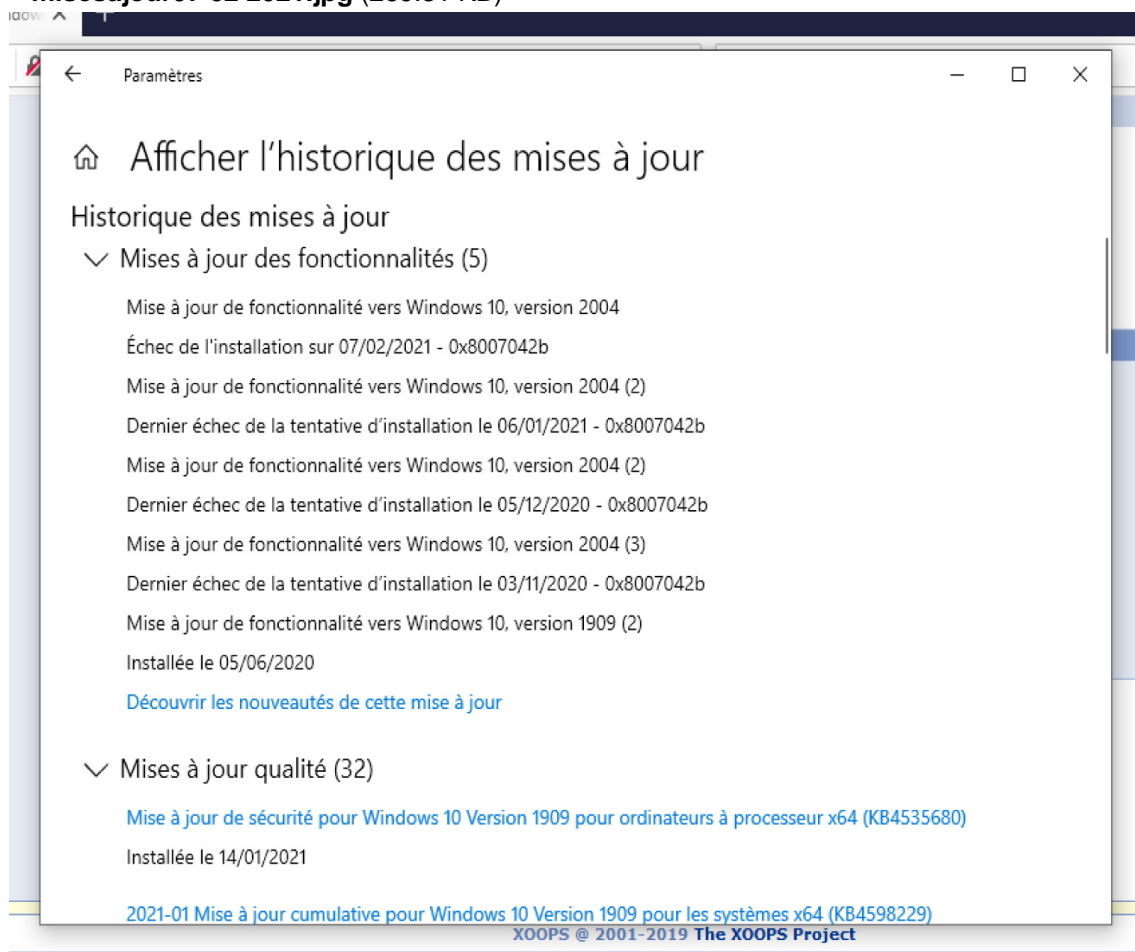 (263.51 KB)
Paramètres
Afficher l'historique des mises à jour
Historique des mises à jour
Mises à jour des fonctionnalités (5)
Mise à jour de fonctionnalité vers Windows 10, version 2004
Échec de l'installation sur 07/02/2021 - 0x8007042b
Mise à jour de fonctionnalité vers Windows 10, version 2004 (2)
Dernier échec de la tentative d'installation le 06/01/2021 - 0x8007042b
Mise à jour de fonctionnalité vers Windows 10, version 2004 (2)
Dernier échec de la tentative d'installation le 05/12/2020 - 0x8007042b
Mise à jour de fonctionnalité vers Windows 10, version 2004 (3)
Dernier échec de la tentative d'installation le 03/11/2020 - 0x8007042b
Mise à jour de fonctionnalité vers Windows 10, version 1909 (2)
Installée le 05/06/2020
Découvrir les nouveautés de cette mise à jour
Mises à jour qualité (32)
Mise à jour de sécurité pour Windows 10 Version 1909 pour ordinateurs à processeur x64 (KB4535680)
Installée le 14/01/2021
2021-01 Mise à jour cumulative pour Windows 10 Version 1909 pour les systèmes x64 (KB4598229)
XOOPS @ 2001-2019 The XOOPS Project